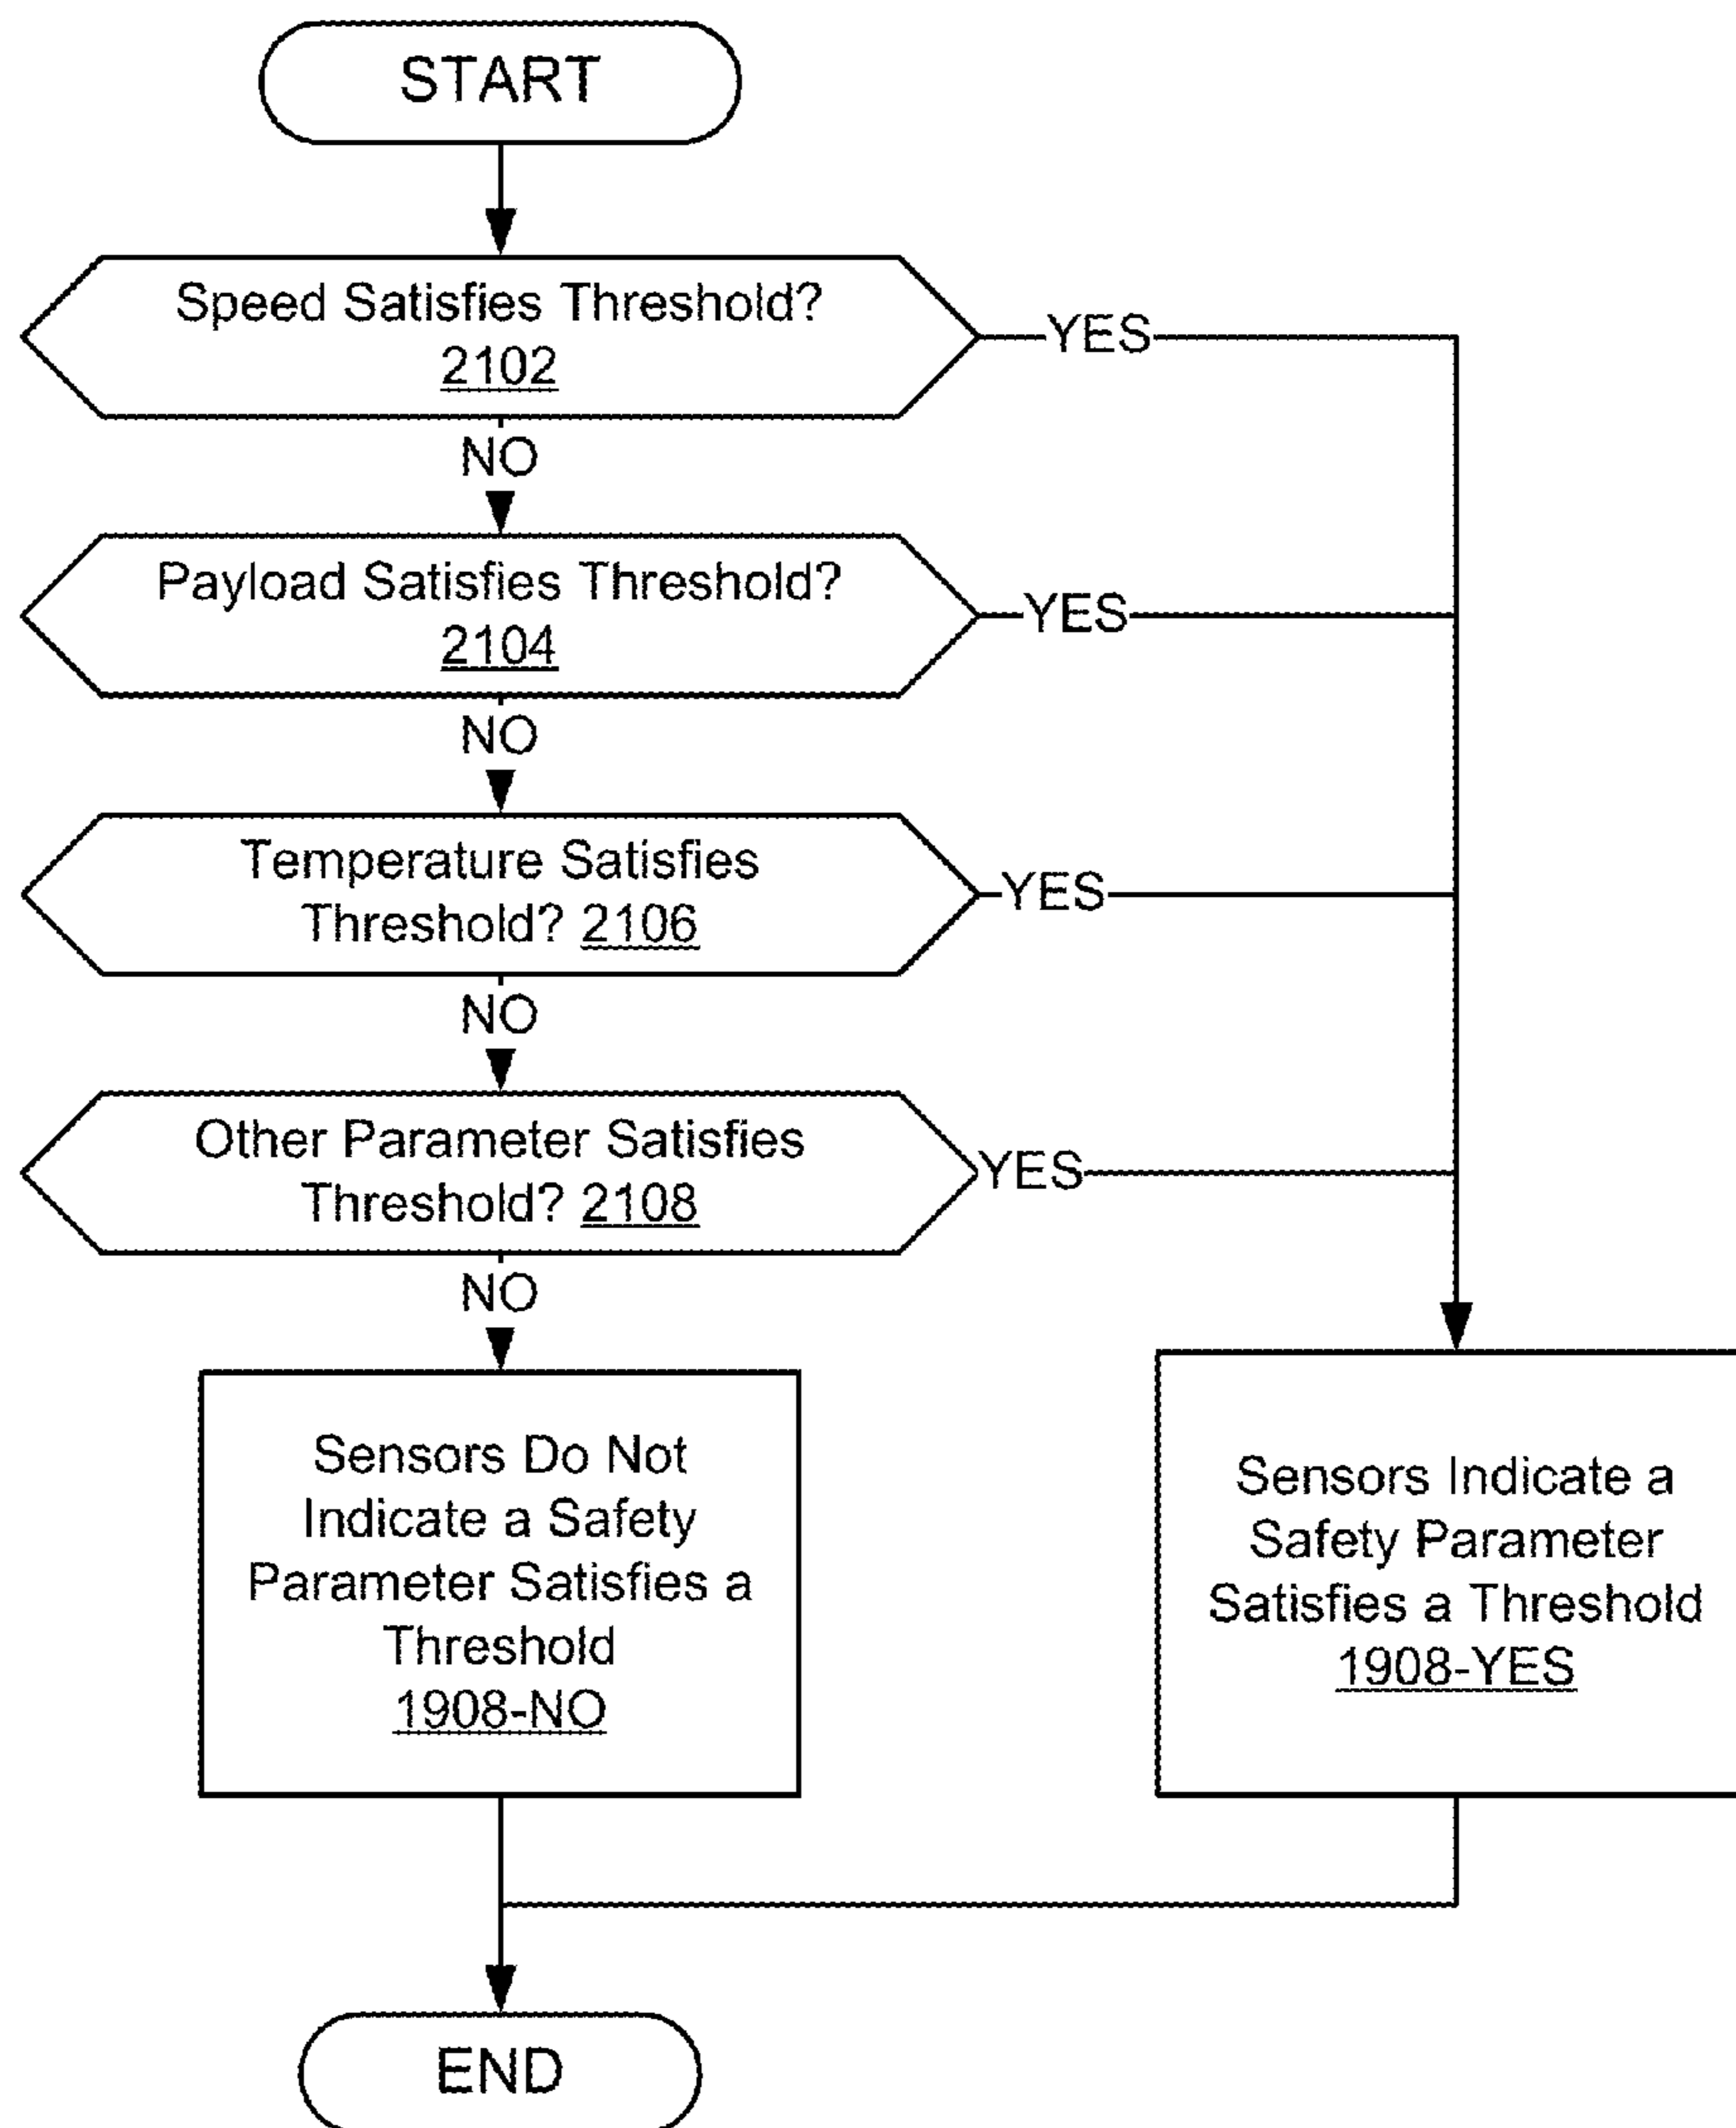 START
Speed Satisfies Threshold?
2102
YES
NO
Payload Satisfies Threshold?
2104
YES
NO
Temperature Satisfies
Threshold? 2106
YES
NO
Other Parameter Satisfies
Threshold? 2108
YES
NO
Sensors Do Not
Indicate a Safety
Parameter Satisfies a
Threshold
1908-NO
Sensors Indicate a
Safety Parameter
Satisfies a Threshold
1908-YES
END